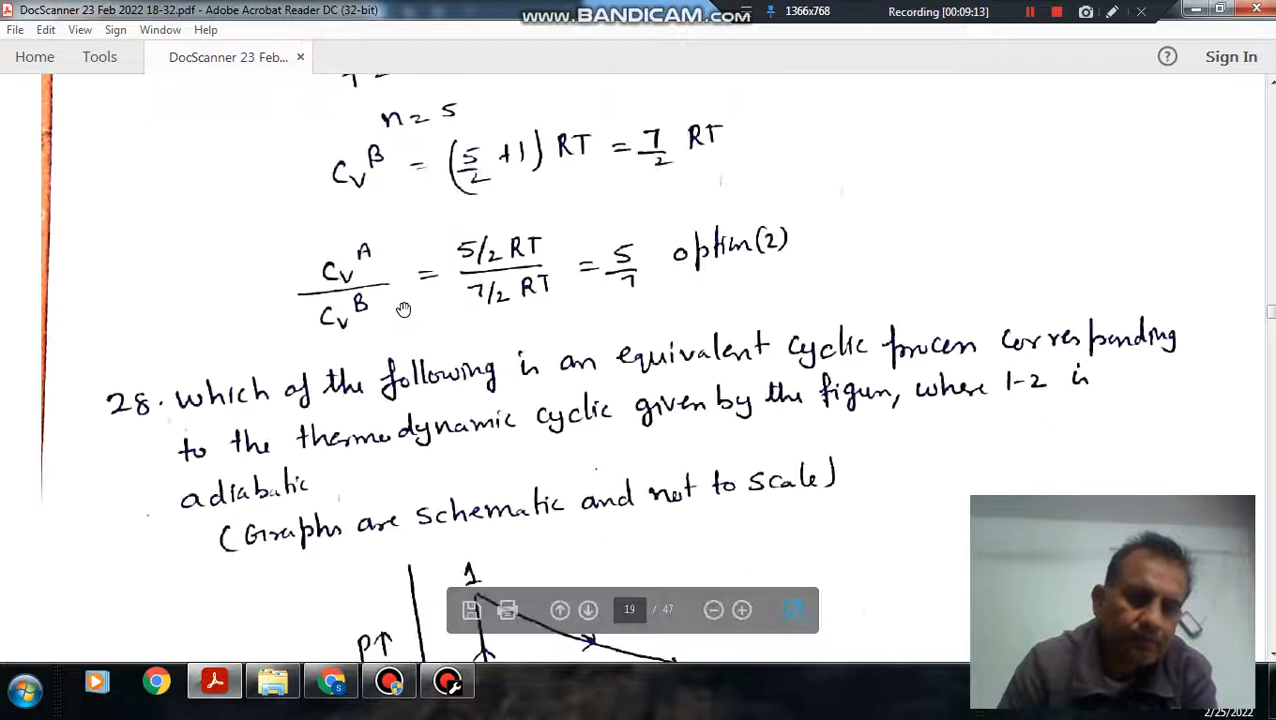 DocScanner 23 Feb 2022 18-32.pdf - Adobe Acrobat Reader DC (32-bit)
www.BANDICAM.com
1366x768
Recording [00:09:13]
File Edit View Sign Window Help
Home Tools DocScanner 23 Feb... × Sign In
n = 5
Cv^B = (5/2 +1) RT = 7/2 RT
Cv^A / Cv^B = 5/2 RT / 7/2 RT = 5/7 option(2)
28. Which of the following is an equivalent cyclic process corresponding
to the thermodynamic cyclic given by the figure, where 1-2 is
adiabatic
(Graphs are schematic and not to scale)
1
P↑
19 / 47
2/25/2022